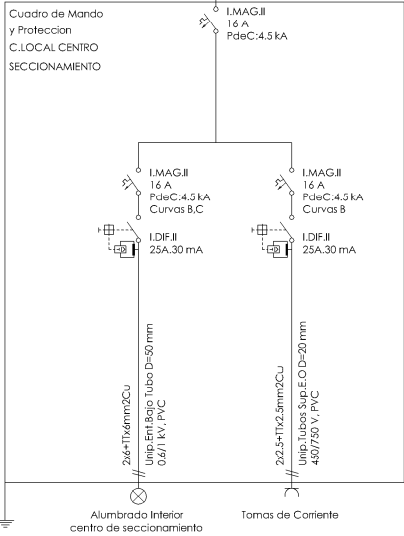 Cuadro de Mando
y Proteccion
C.LOCAL CENTRO
SECCIONAMIENTO
I.MAG.II
16 A
PdeC:4.5 kA
I.MAG.II
16 A
PdeC:4.5 kA
Curvas B,C
I.DIF.II
25A.30 mA
I.MAG.II
16 A
PdeC:4.5 kA
Curvas B
I.DIF.II
25A.30 mA
2x6+TTx6mm2Cu
Unip.Ent.Bajo Tubo D=50 mm
0.6/1 kV, PVC
2x2.5+TTx2.5mm2Cu
Unip.Tubos Sup.E.O D=20 mm
450/750 V, PVC
Alumbrado Interior
centro de seccionamiento
Tomas de Corriente